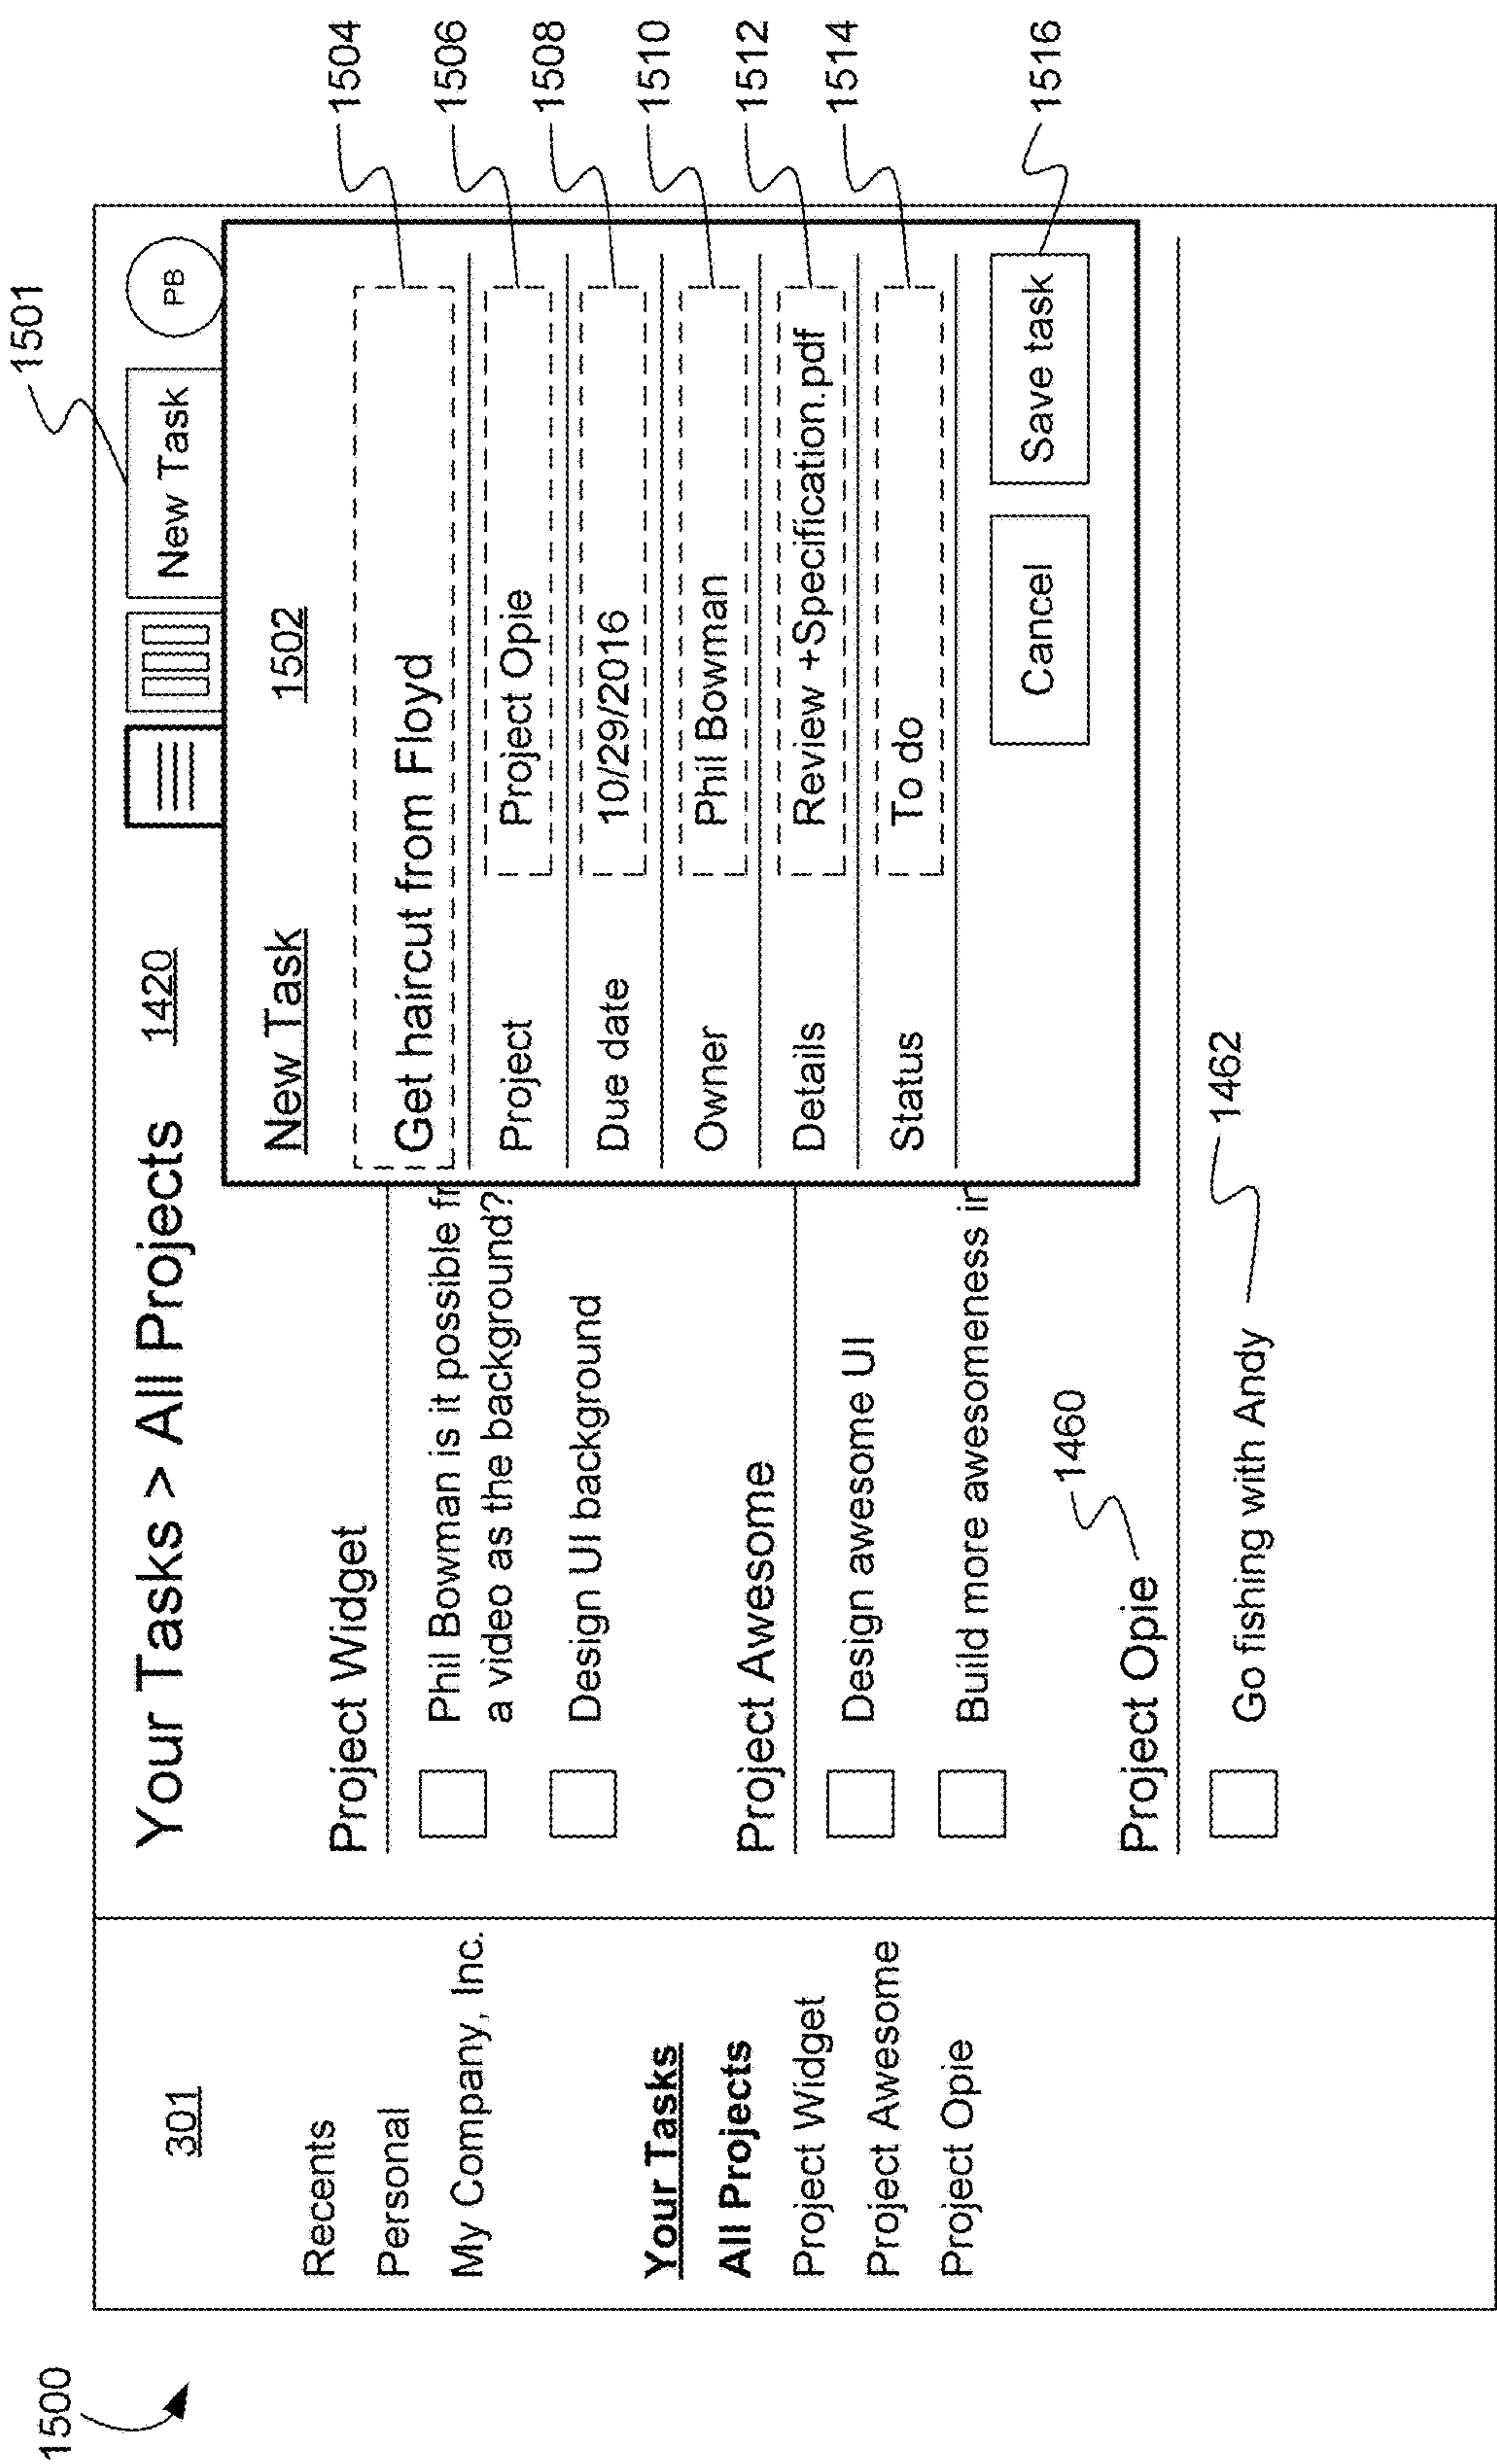 1500
1501
301
Recents
Personal
My Company, Inc.
Your Tasks
All Projects
Project Widget
Project Awesome
Project Opie
Your Tasks > All Projects 1420
New Task
PB
Project Widget
Phil Bowman is it possible fr
a video as the background?
Design UI background
Project Awesome
Design awesome UI
Build more awesomeness in
Project Opie
1460
Go fishing with Andy
1462
New Task 1502
Get haircut from Floyd
1504
Project Project Opie
1506
Due date 10/29/2016
1508
Owner Phil Bowman
1510
Details Review +Specification.pdf
1512
Status To do
1514
Cancel Save task
1516